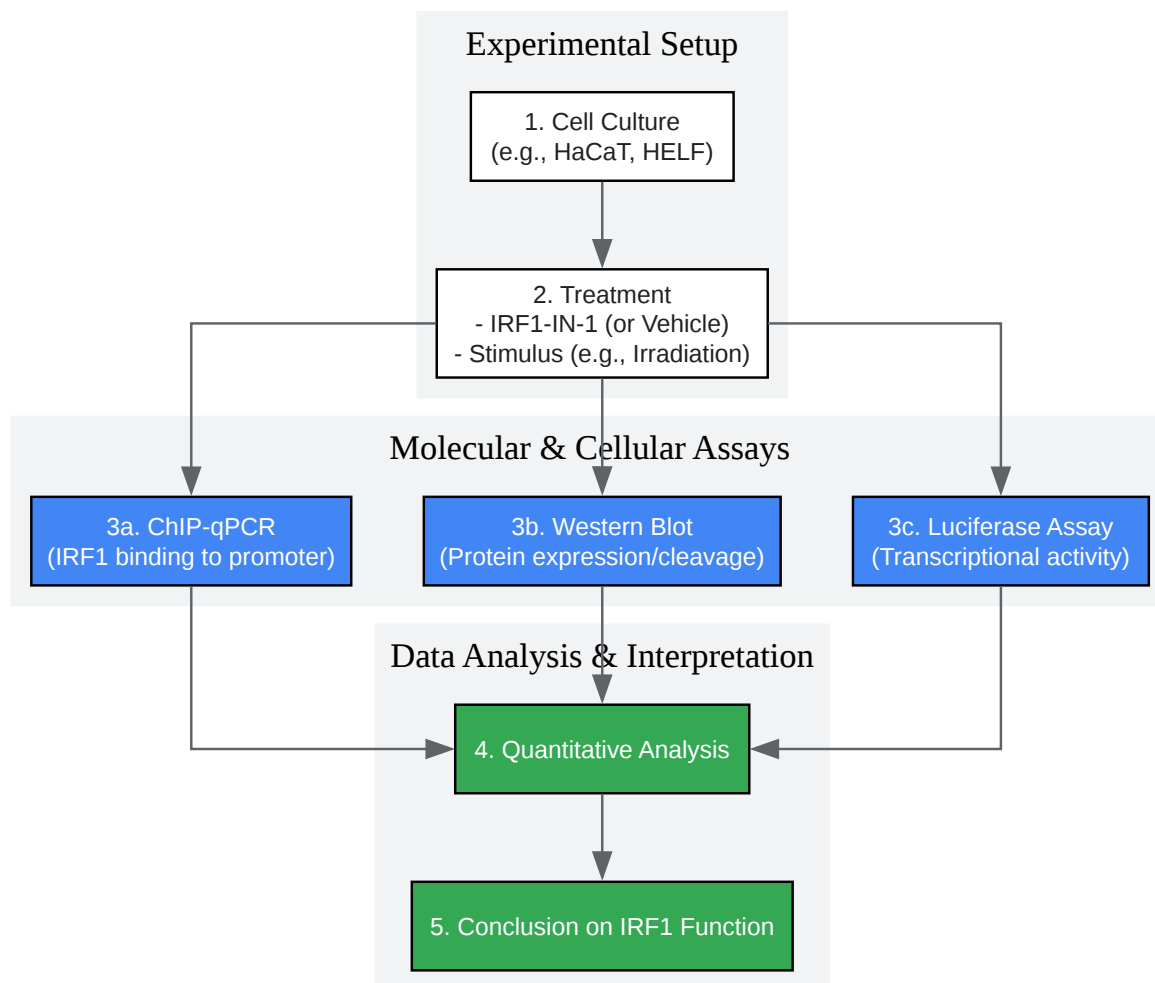 Experimental Setup
1. Cell Culture
(e.g., HaCaT, HELF)
2. Treatment
- IRF1-IN-1 (or Vehicle)
- Stimulus (e.g., Irradiation)
Molecular & Cellular Assays
3a. ChIP-qPCR
(IRF1 binding to promoter)
3b. Western Blot
(Protein expression/cleavage)
3c. Luciferase Assay
(Transcriptional activity)
Data Analysis & Interpretation
4. Quantitative Analysis
5. Conclusion on IRF1 Function